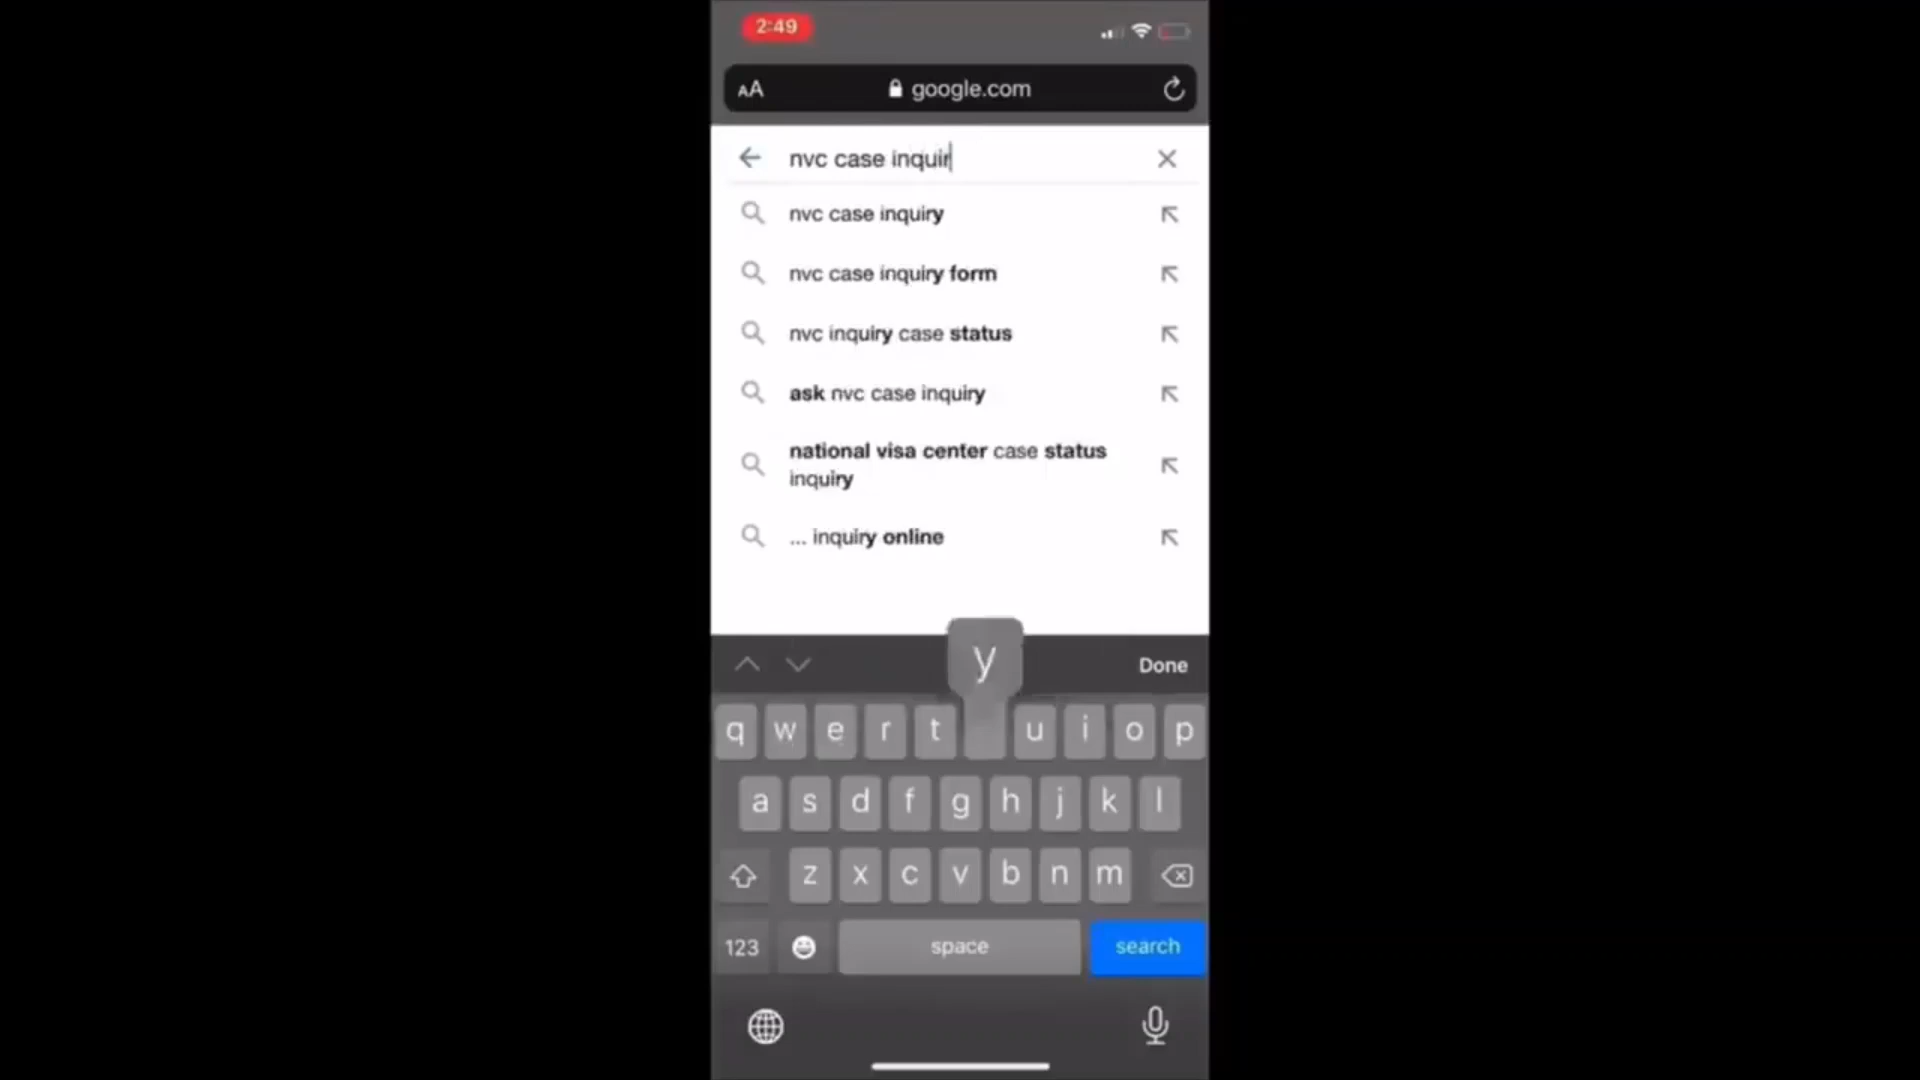 2:49
AA google.com
nvc case inquir
nvc case inquiry
nvc case inquiry form
nvc inquiry case status
ask nvc case inquiry
national visa center case status
inquiry
... inquiry online
y
Done
q w e r t u i o p
a s d f g h j k l
z x c v b n m
123 space search